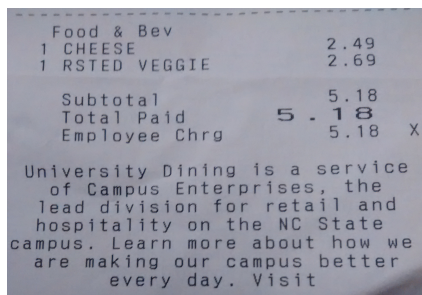 Food & Bev
1 CHEESE 2.49
1 RSTED VEGGIE 2.69
Subtotal 5.18
Total Paid 5.18
Employee Chrg 5.18 X
University Dining is a service
of Campus Enterprises, the
lead division for retail and
hospitality on the NC State
campus. Learn more about how we
are making our campus better
every day. Visit